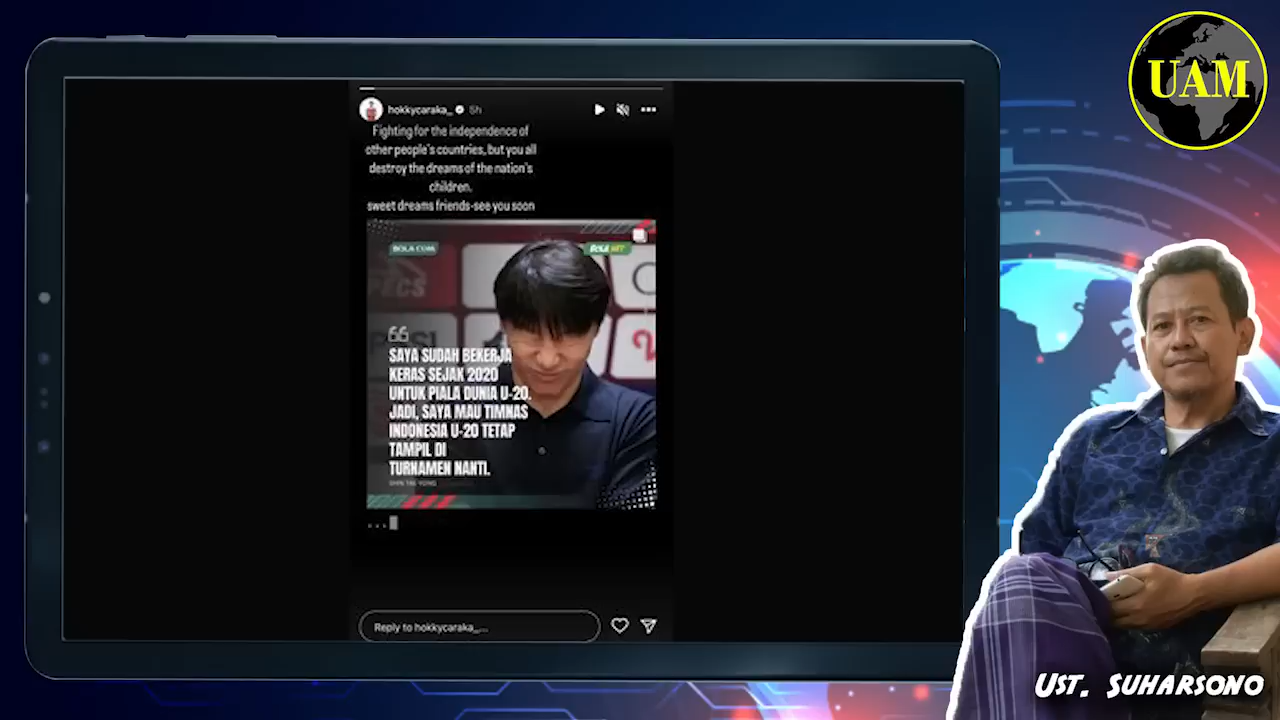 UAM
hokkycaraka_ 5h
Fighting for the independence of
other people's countries, but you all
destroy the dreams of the nation's
children.
sweet dreams friends-see you soon
BOLA.COM
BOLA NET
PECS
66
SAYA SUDAH BEKERJA
KERAS SEJAK 2020
UNTUK PIALA DUNIA U-20.
JADI, SAYA MAU TIMNAS
INDONESIA U-20 TETAP
TAMPIL DI
TURNAMEN NANTI.
SHIN TAE YONG
Reply to hokkycaraka_...
UST. SUHARSONO